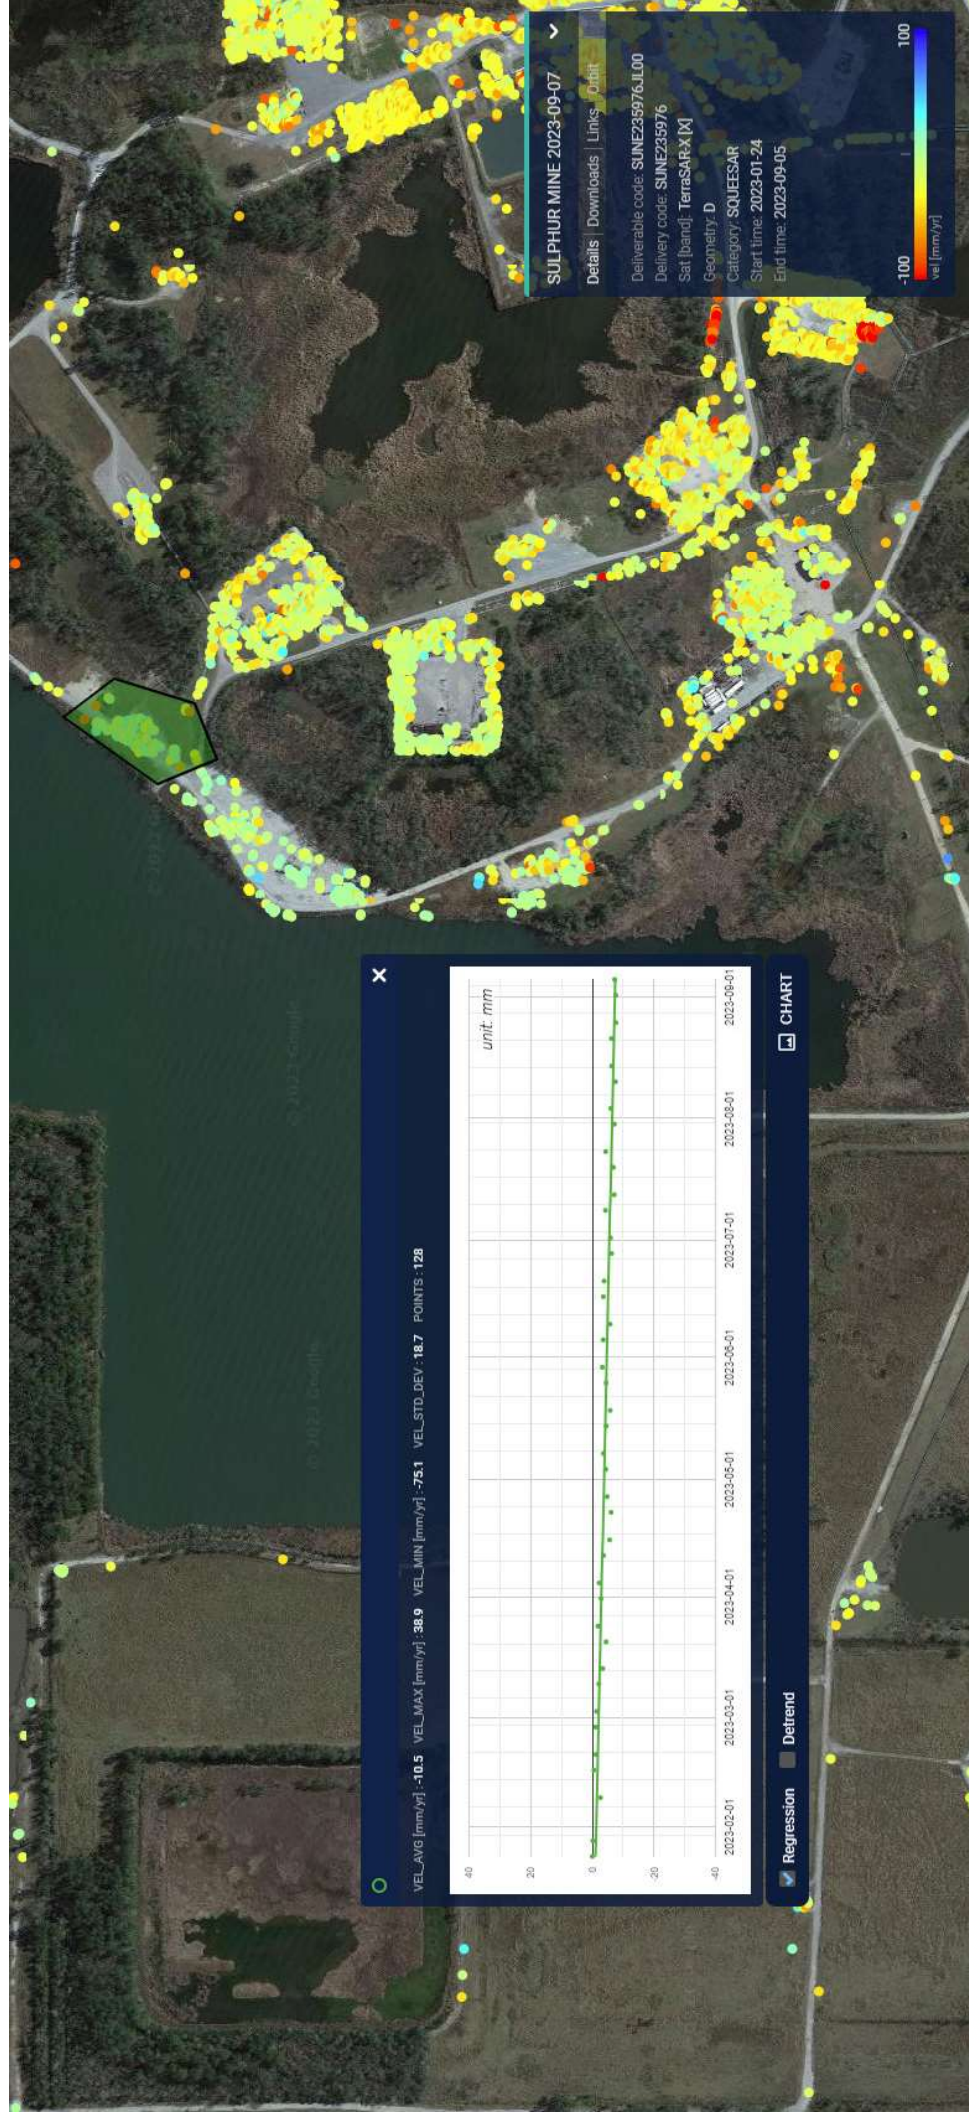 SULPHUR MINE 2023-09-07
Details | Downloads | Links Orbit
Deliverable code: SUNE235976JL00
Delivery code: SUNE235976
Sat [band]: TerraSAR-X [X]
Geometry: D
Category: SQUEESAR
Start time: 2023-01-24
End time: 2023-09-05
-100 100
vel [mm/yr]
VEL_AVG [mm/yr] : -10.5 VEL_MAX [mm/yr] : 38.9 VEL_MIN [mm/yr] : -75.1 VEL_STD_DEV : 18.7 POINTS : 128
unit: mm
40
20
0
-20
-40
2023-02-01 2023-03-01 2023-04-01 2023-05-01 2023-06-01 2023-07-01 2023-08-01 2023-09-01
Regression Detrend CHART
© 2023 Google
2023 Google